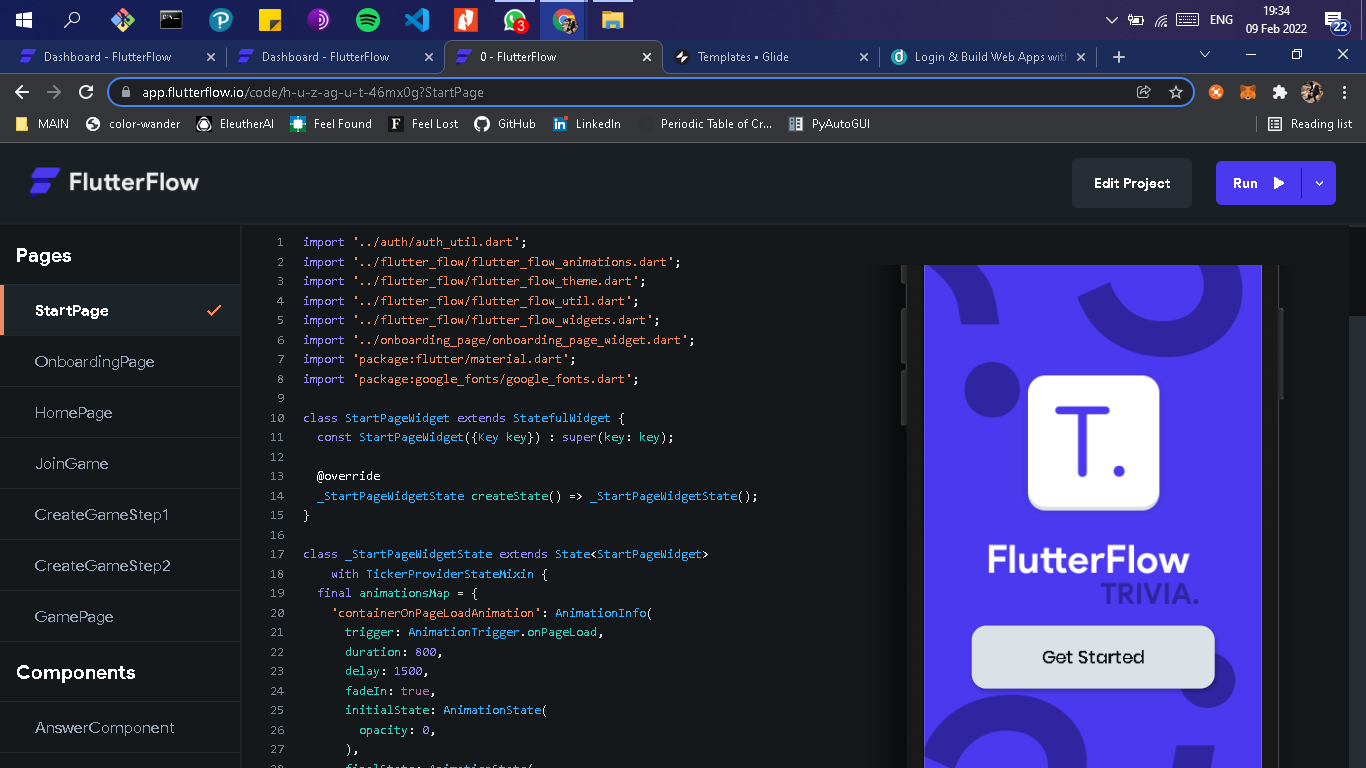 3
ENG
19:34
09 Feb 2022
22
Dashboard - FlutterFlow
Dashboard - FlutterFlow
0 - FlutterFlow
Templates • Glide
Login & Build Web Apps with
app.flutterflow.io/code/h-u-z-ag-u-t-46mx0g?StartPage
MAIN
color-wander
EleutherAI
Feel Found
F Feel Lost
GitHub
in LinkedIn
Periodic Table of Cr...
PyAutoGUI
Reading list
FlutterFlow
Edit Project
Run
Pages
StartPage
OnboardingPage
HomePage
JoinGame
CreateGameStep1
CreateGameStep2
GamePage
Components
AnswerComponent
1 import '../auth/auth_util.dart';
2 import '../flutter_flow/flutter_flow_animations.dart';
3 import '../flutter_flow/flutter_flow_theme.dart';
4 import '../flutter_flow/flutter_flow_util.dart';
5 import '../flutter_flow/flutter_flow_widgets.dart';
6 import '../onboarding_page/onboarding_page_widget.dart';
7 import 'package:flutter/material.dart';
8 import 'package:google_fonts/google_fonts.dart';
9
10 class StartPageWidget extends StatefulWidget {
11 const StartPageWidget({Key key}) : super(key: key);
12
13 @override
14 _StartPageWidgetState createState() => _StartPageWidgetState();
15 }
16
17 class _StartPageWidgetState extends State<StartPageWidget>
18 with TickerProviderStateMixin {
19 final animationsMap = {
20 'containerOnPageLoadAnimation': AnimationInfo(
21 trigger: AnimationTrigger.onPageLoad,
22 duration: 800,
23 delay: 1500,
24 fadeIn: true,
25 initialState: AnimationState(
26 opacity: 0,
27 ),
28 finalState: AnimationState(
T.
FlutterFlow
TRIVIA.
Get Started